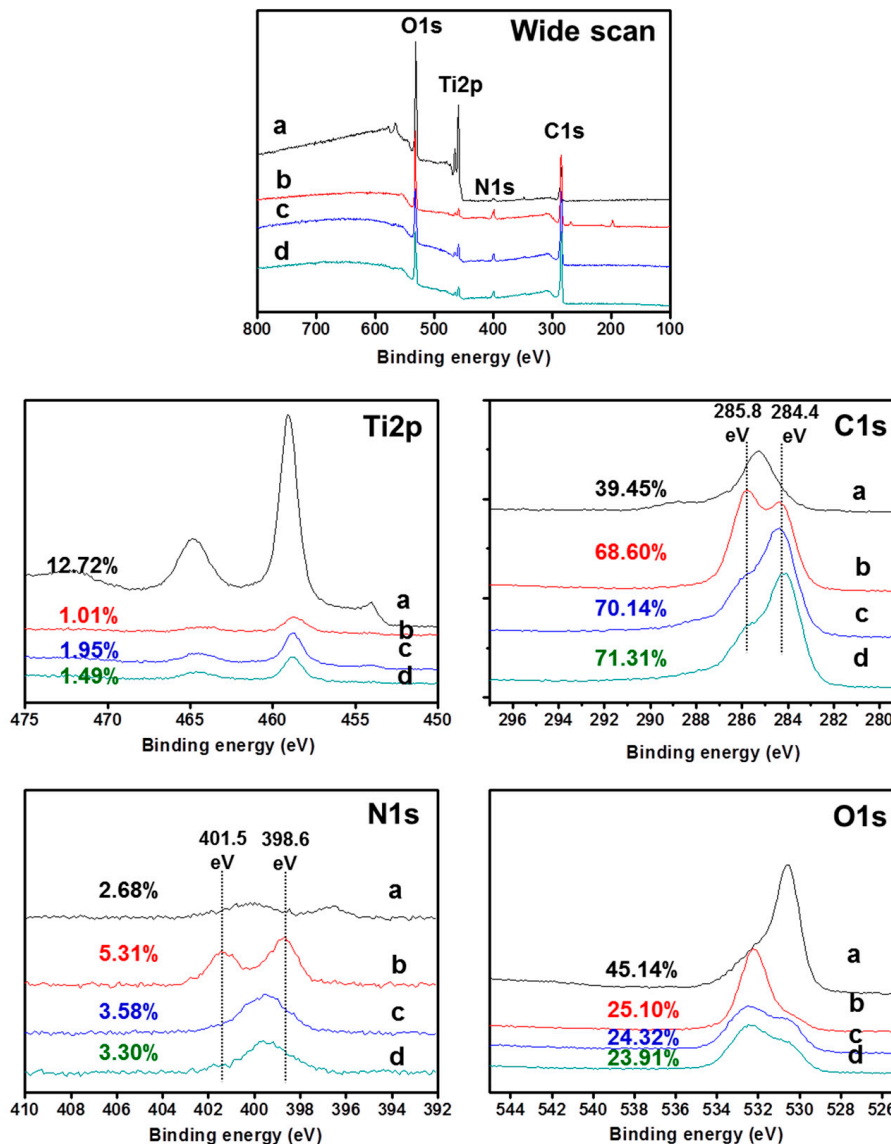 Wide scan
O1s
Ti2p
C1s
N1s
a
b
c
d
800 700 600 500 400 300 200 100
Binding energy (eV)
Ti2p
12.72%
a
1.01%
b
1.95%
c
1.49%
d
475 470 465 460 455 450
Binding energy (eV)
C1s
285.8 284.4
eV eV
39.45%
a
68.60%
b
70.14%
c
71.31%
d
296 294 292 290 288 286 284 282 280
Binding energy (eV)
N1s
401.5 398.6
eV eV
2.68%
a
5.31%
b
3.58%
c
3.30%
d
410 408 406 404 402 400 398 396 394 392
Binding energy (eV)
O1s
45.14%
a
25.10%
b
24.32%
c
23.91%
d
544 542 540 538 536 534 532 530 528 526
Binding energy (eV)